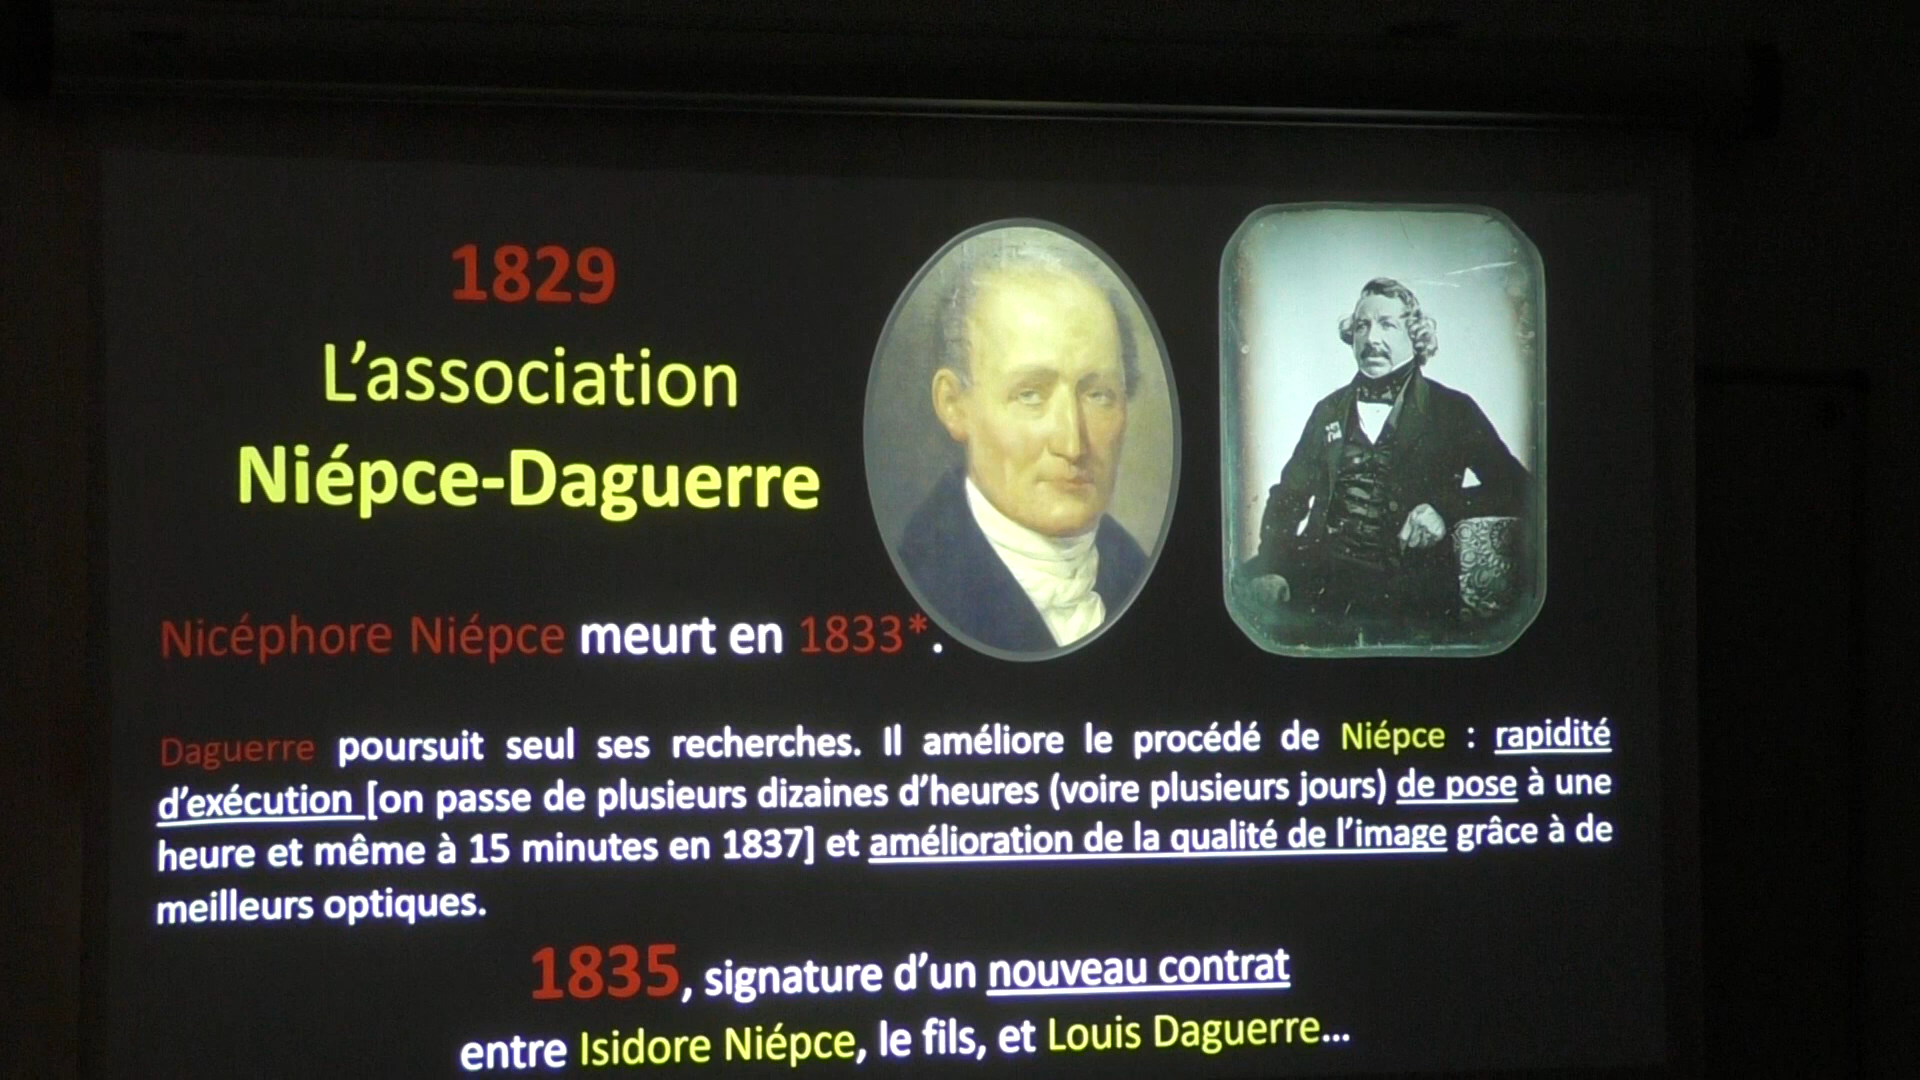 1829
L’association
Niépce-Daguerre
Nicéphore Niépce meurt en 1833*.
Daguerre poursuit seul ses recherches. Il améliore le procédé de Niépce : rapidité
d’exécution [on passe de plusieurs dizaines d’heures (voire plusieurs jours) de pose à une
heure et même à 15 minutes en 1837] et amélioration de la qualité de l’image grâce à de
meilleurs optiques.
1835, signature d’un nouveau contrat
entre Isidore Niépce, le fils, et Louis Daguerre...